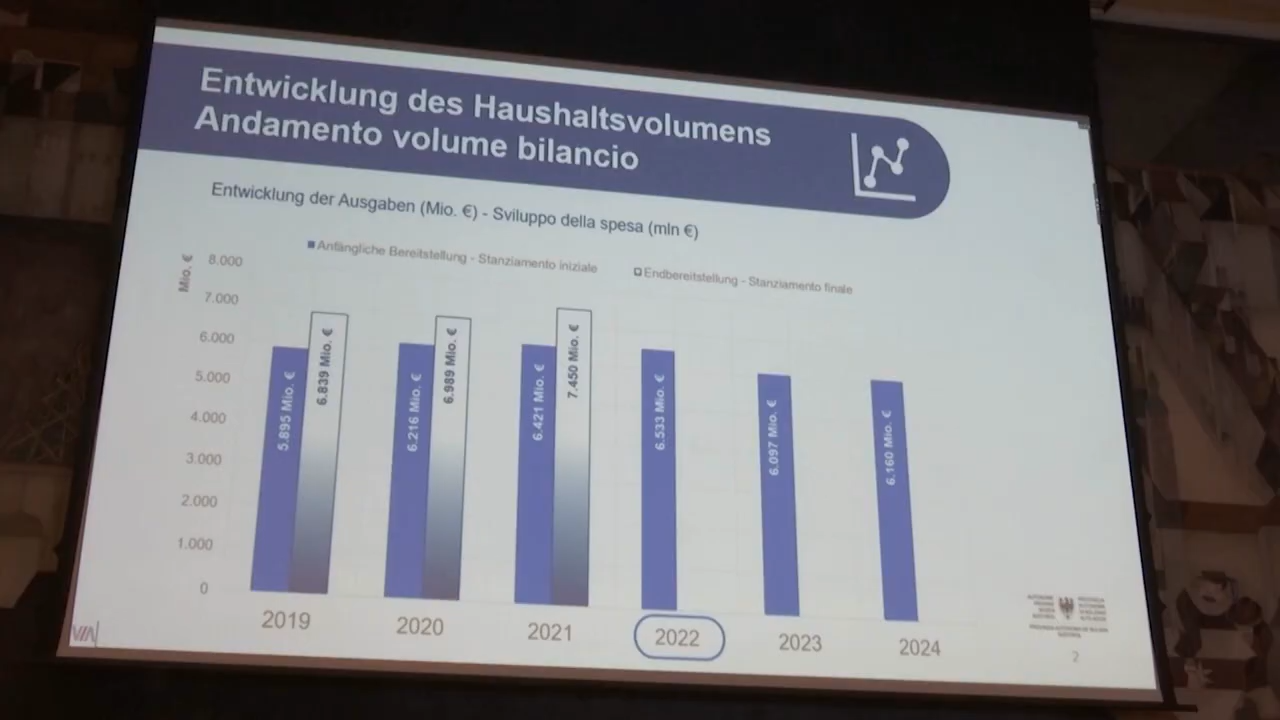 Entwicklung des Haushaltsvolumens
Andamento volume bilancio
Entwicklung der Ausgaben (Mio. €) - Sviluppo della spesa (mln €)
Anfängliche Bereitstellung - Stanziamento iniziale
Endbereitstellung - Stanziamento finale
Mio. €
8.000
7.000
6.000
5.000
4.000
3.000
2.000
1.000
0
5.895 Mio. €
6.839 Mio. €
6.216 Mio. €
6.989 Mio. €
6.421 Mio. €
7.450 Mio. €
6.533 Mio. €
6.097 Mio. €
6.160 Mio. €
2019
2020
2021
2022
2023
2024
2